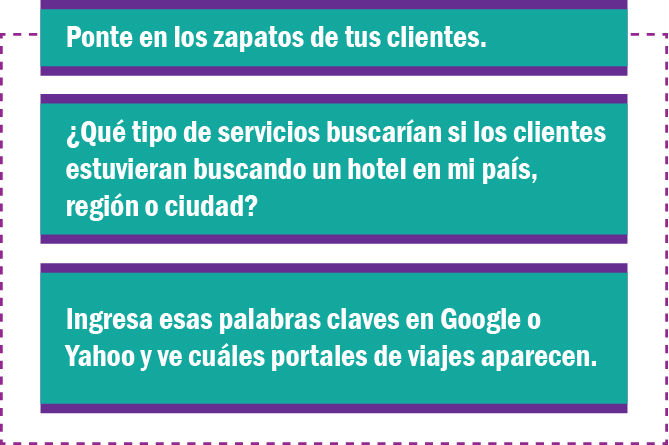 Ponte en los zapatos de tus clientes.
¿Qué tipo de servicios buscarían si los clientes
estuvieran buscando un hotel en mi país,
región o ciudad?
Ingresa esas palabras claves en Google o
Yahoo y ve cuáles portales de viajes aparecen.